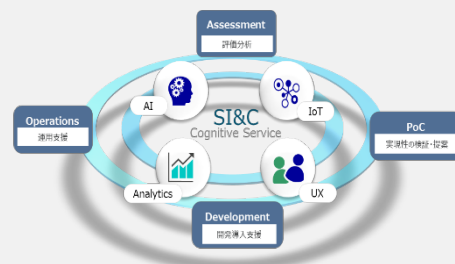 Assessment
評価分析
AI
IoT
SI&C
Cognitive Service
Operations
運用支援
PoC
実現性の検証・提案
Analytics
UX
Development
開発導入支援